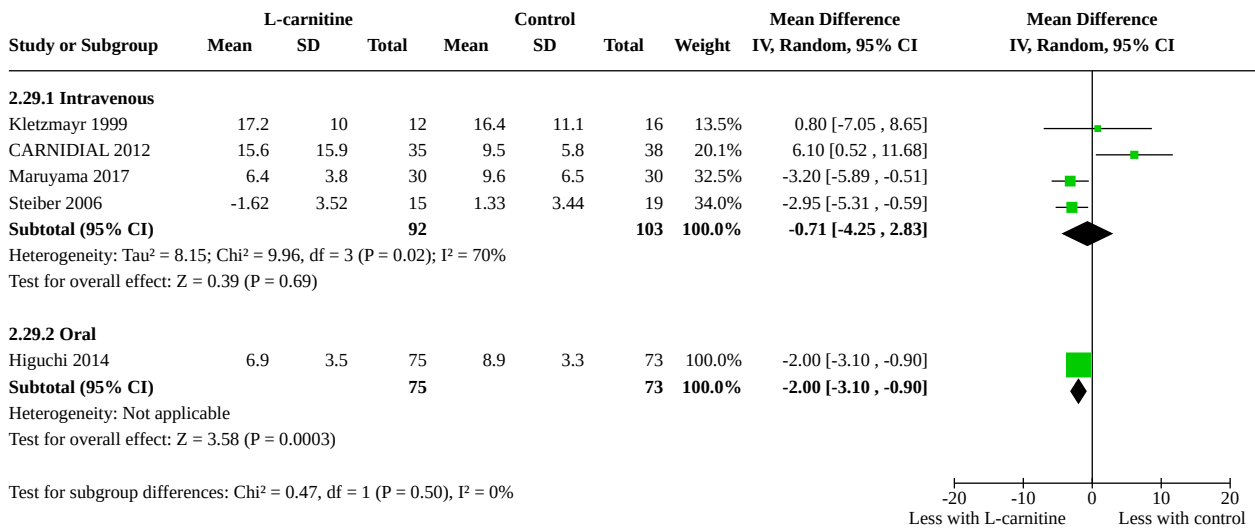 L-carnitine Control Mean Difference Mean Difference
Study or Subgroup Mean SD Total Mean SD Total Weight IV, Random, 95% CI IV, Random, 95% CI
2.29.1 Intravenous
Kletzmayr 1999 17.2 10 12 16.4 11.1 16 13.5% 0.80 [-7.05 , 8.65]
CARNIDIAL 2012 15.6 15.9 35 9.5 5.8 38 20.1% 6.10 [0.52 , 11.68]
Maruyama 2017 6.4 3.8 30 9.6 6.5 30 32.5% -3.20 [-5.89 , -0.51]
Steiber 2006 -1.62 3.52 15 1.33 3.44 19 34.0% -2.95 [-5.31 , -0.59]
Subtotal (95% CI) 92 103 100.0% -0.71 [-4.25 , 2.83]
Heterogeneity: Tau² = 8.15; Chi² = 9.96, df = 3 (P = 0.02); I² = 70%
Test for overall effect: Z = 0.39 (P = 0.69)
2.29.2 Oral
Higuchi 2014 6.9 3.5 75 8.9 3.3 73 100.0% -2.00 [-3.10 , -0.90]
Subtotal (95% CI) 75 73 100.0% -2.00 [-3.10 , -0.90]
Heterogeneity: Not applicable
Test for overall effect: Z = 3.58 (P = 0.0003)
Test for subgroup differences: Chi² = 0.47, df = 1 (P = 0.50), I² = 0%
-20 -10 0 10 20
Less with L-carnitine Less with control